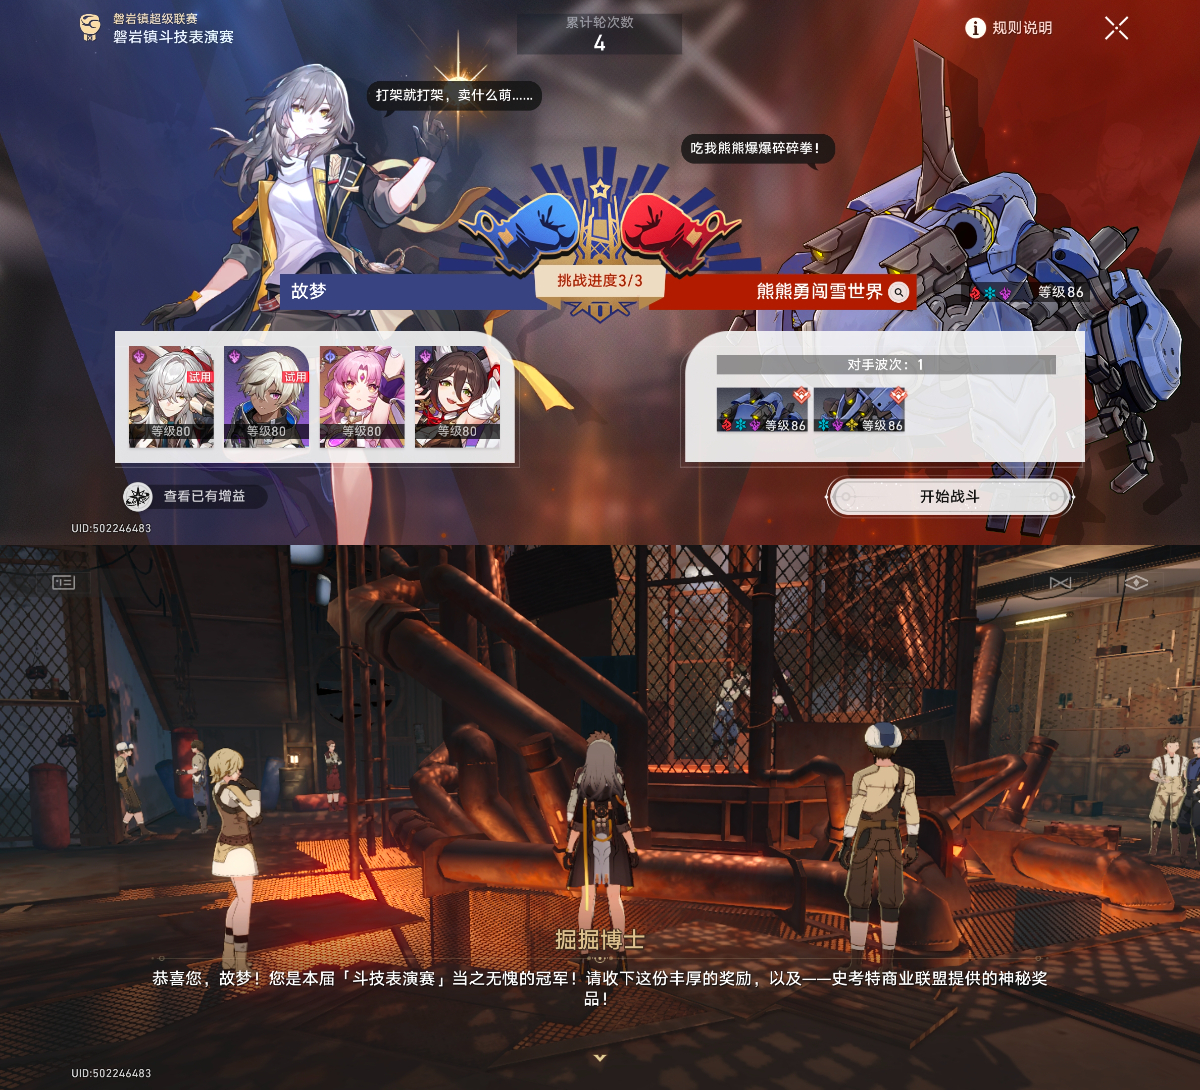 磐岩镇超级联赛
磐岩镇斗技表演赛
累计轮次数
4
规则说明
打架就打架，卖什么萌……
吃我熊熊爆爆碎碎拳！
挑战进度3/3
故梦
熊熊勇闯雪世界
等级86
试用
试用
等级80
等级80
等级80
等级80
对手波次：1
等级86
等级86
查看已有增益
开始战斗
UID:502246483
掘掘博士
恭喜您，故梦！您是本届「斗技表演赛」当之无愧的冠军！请收下这份丰厚的奖励，以及——史考特商业联盟提供的神秘奖
品！
UID:502246483